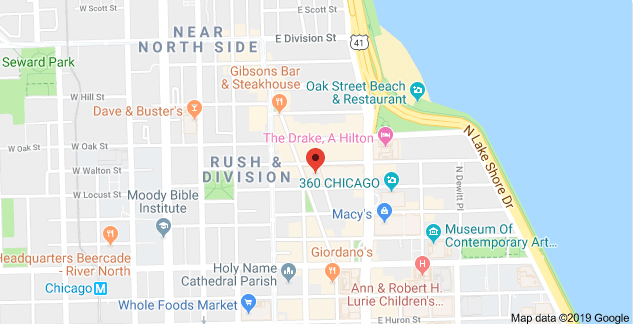 W Scott St
E Scott St
NEAR
NORTH SIDE
E Division St
41
Seward Park
Gibsons Bar
& Steakhouse
Oak Street Beach
& Restaurant
W Hill St
Dave & Buster's
N Lake Shore Dr
The Drake, A Hilton
W Oak St
W Oak St
RUSH &
DIVISION
W Walton St
360 CHICAGO
N Dewitt Pl
W Locust St
Moody Bible
Institute
Macy's
Museum Of
Contemporary Art...
Headquarters Beercade
- River North
Giordano's
Holy Name
Cathedral Parish
H
Ann & Robert H.
Lurie Children's...
Chicago M
Whole Foods Market
E Huron St
Map data ©2019 Google